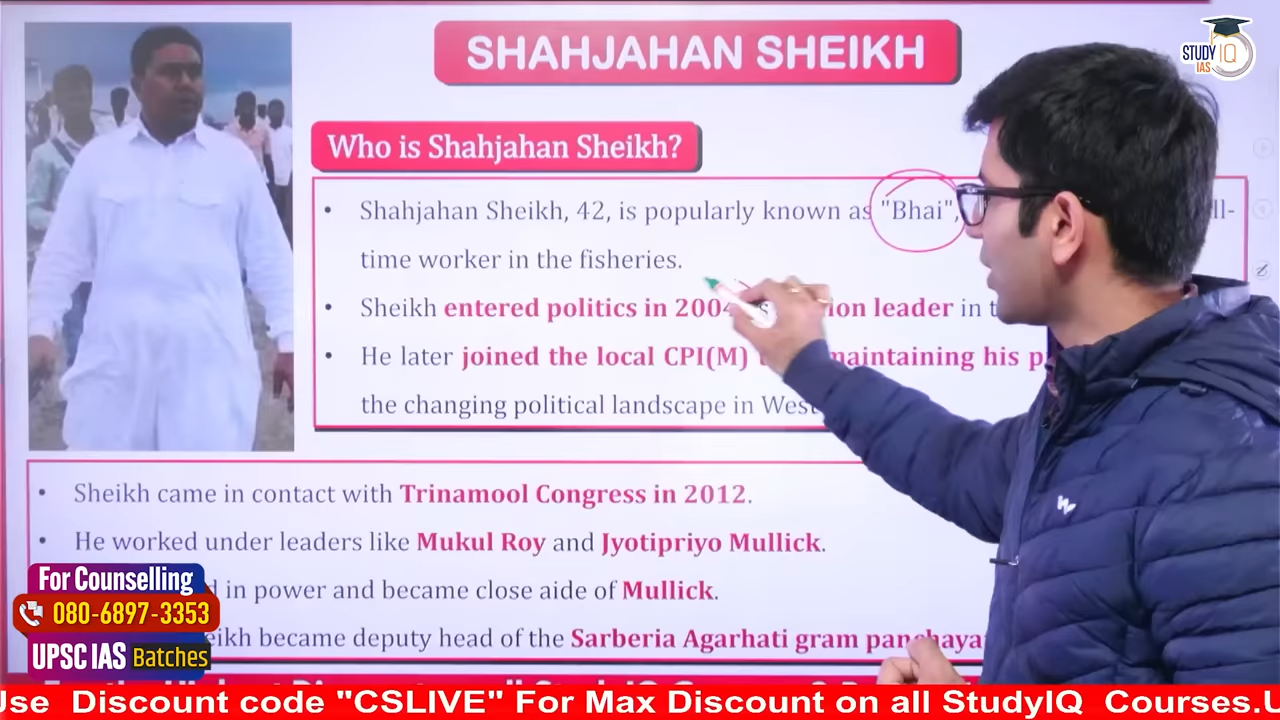 SHAHJAHAN SHEIKH
STUDY IQ
IAS
Who is Shahjahan Sheikh?
• Shahjahan Sheikh, 42, is popularly known as "Bhai",
time worker in the fisheries.
• Sheikh entered politics in 2004 leader in
• He later joined the local CPI(M) maintaining his
the changing political landscape in West
• Sheikh came in contact with Trinamool Congress in 2012.
• He worked under leaders like Mukul Roy and Jyotipriyo Mullick.
in power and became close aide of Mullick.
became deputy head of the Sarberia Agarhati gram panchayat
For Counselling
080-6897-3353
UPSC IAS Batches
Use Discount code "CSLIVE" For Max Discount on all StudyIQ Courses.U